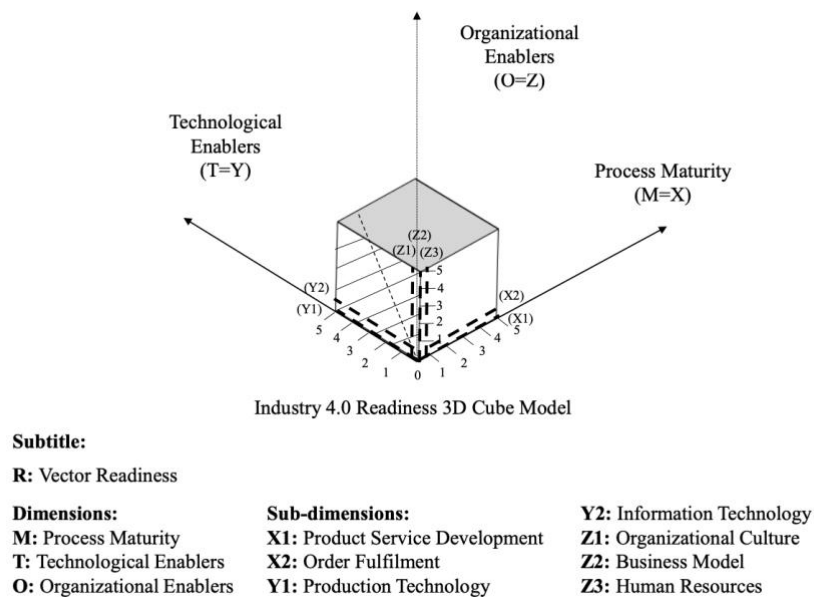 Organizational
Enablers
(O=Z)
Technological
Enablers
(T=Y)
Process Maturity
(M=X)
(Z2)
(Z1) (Z3)
5
4
3
2
1
(Y2)
(Y1)
5
4
3
2
1
0
1
2
3
4
5
(X2)
(X1)
Industry 4.0 Readiness 3D Cube Model
Subtitle:
R: Vector Readiness
Dimensions:
M: Process Maturity
T: Technological Enablers
O: Organizational Enablers
Sub-dimensions:
X1: Product Service Development
X2: Order Fulfilment
Y1: Production Technology
Y2: Information Technology
Z1: Organizational Culture
Z2: Business Model
Z3: Human Resources